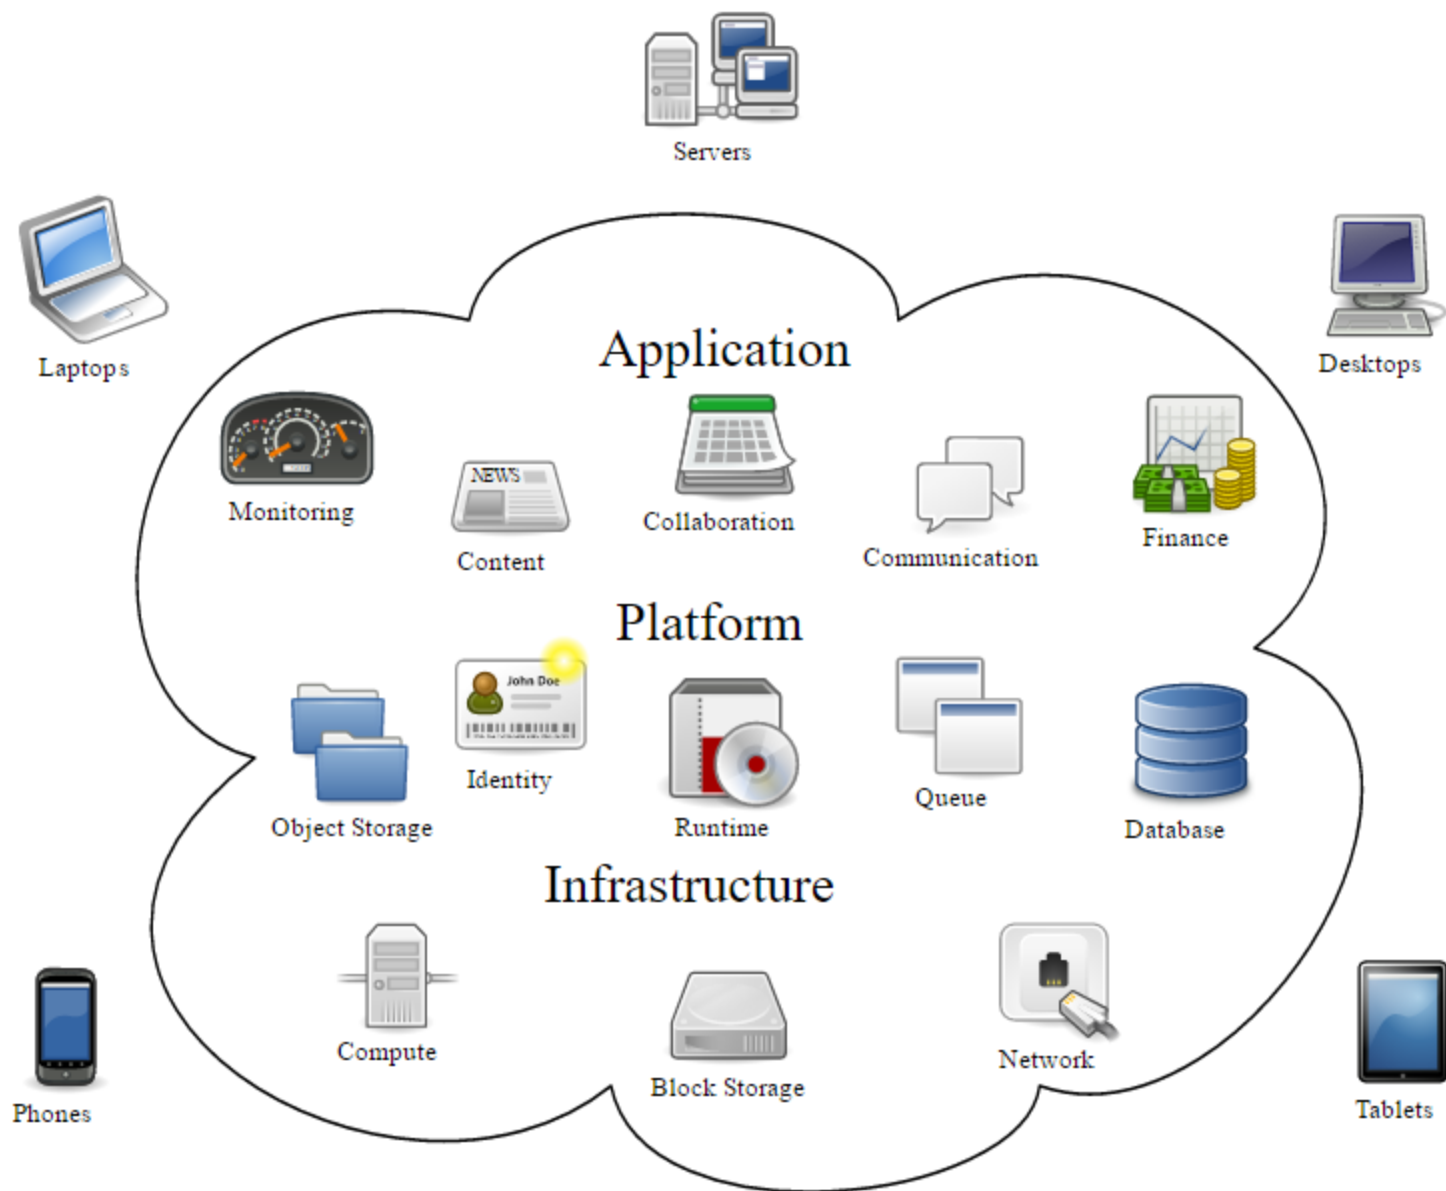 Servers
Laptops
Desktops
Application
Monitoring
NEWS
Content
Collaboration
Communication
Finance
Platform
John Doe
Object Storage
Identity
Runtime
Queue
Database
Infrastructure
Compute
Block Storage
Network
Phones
Tablets